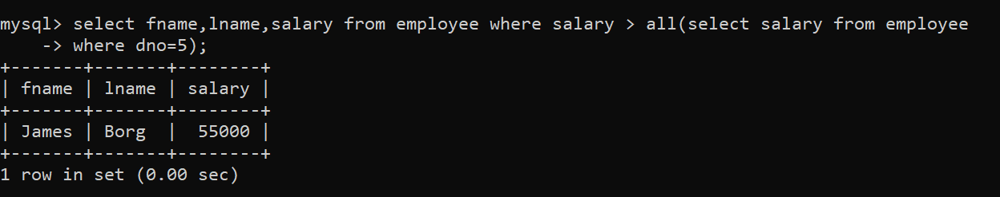 mysql> select fname,lname,salary from employee where salary > all(select salary from employee
    -> where dno=5);
+-------+-------+--------+
| fname | lname | salary |
+-------+-------+--------+
| James | Borg  |  55000 |
+-------+-------+--------+
1 row in set (0.00 sec)